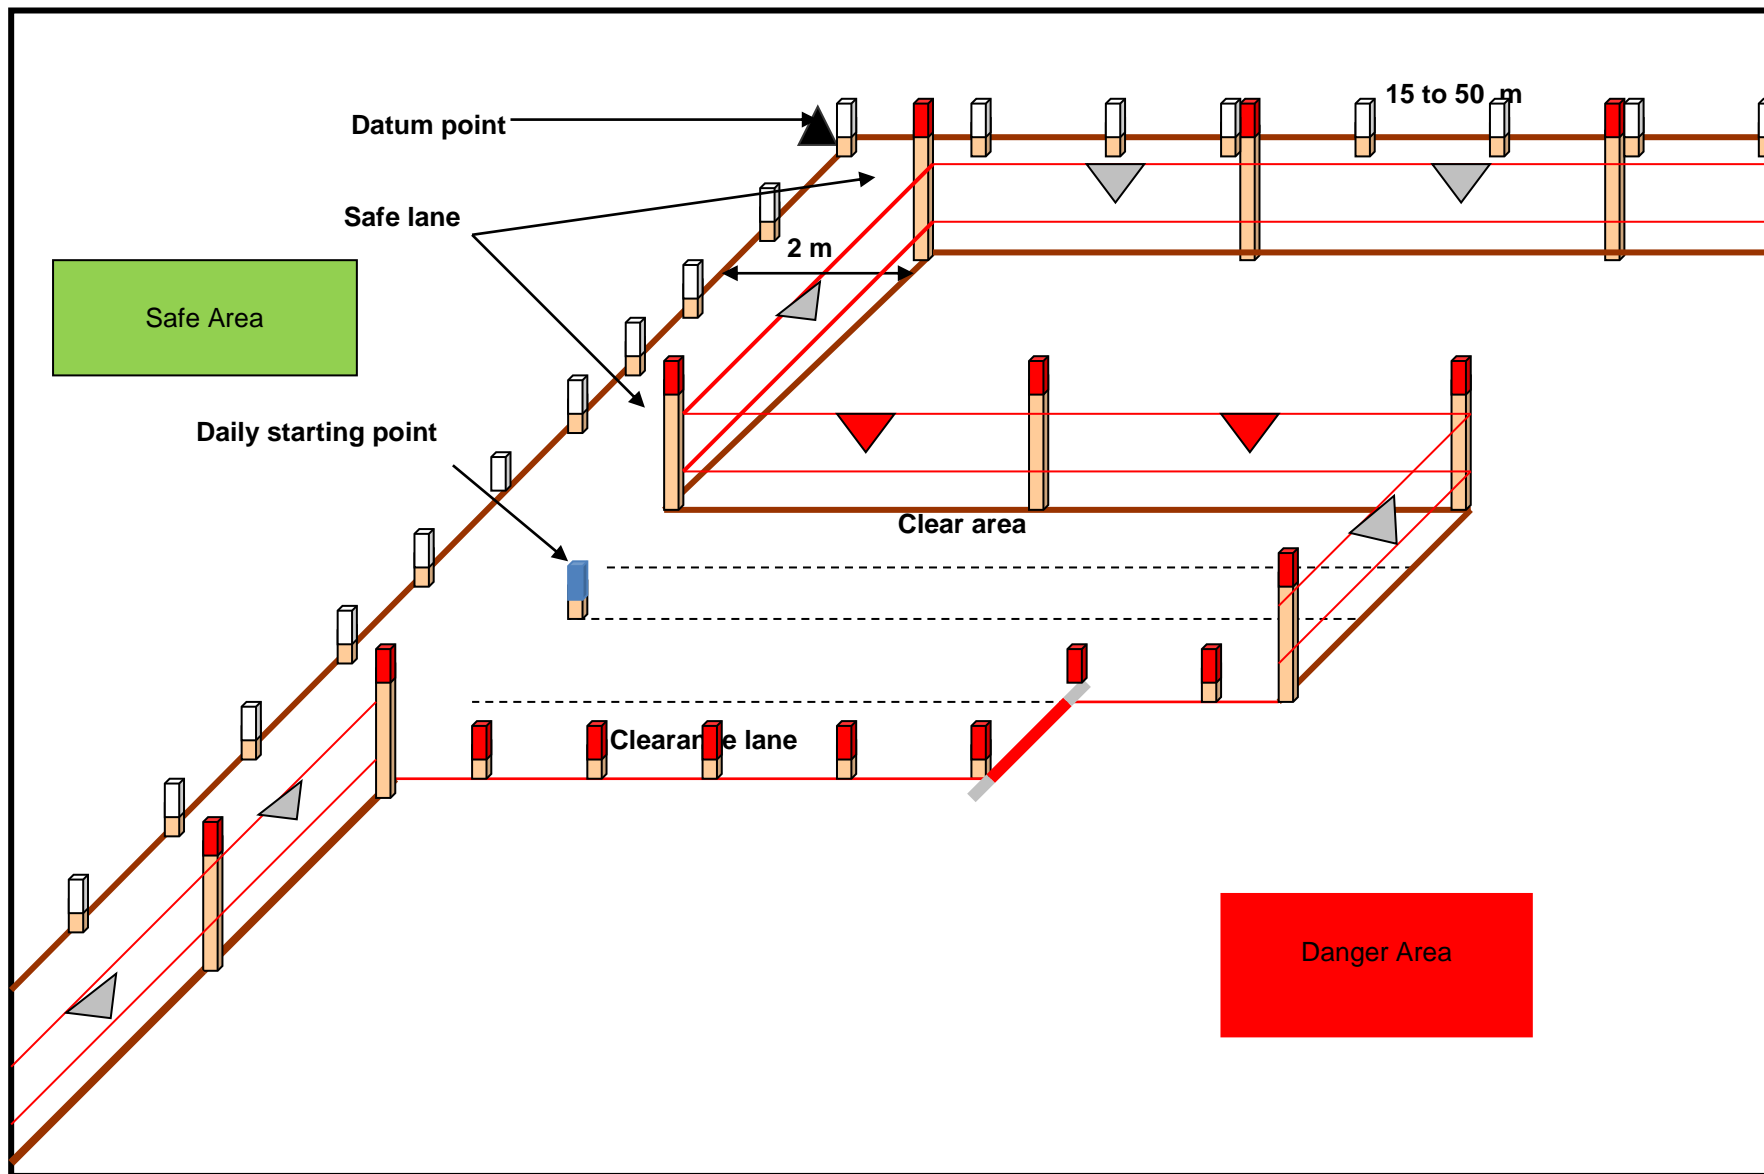 15 to 50  m
Datum point
Safe lane
2 m
Safe Area
Daily starting point
Clear area
Clearance lane
Danger Area